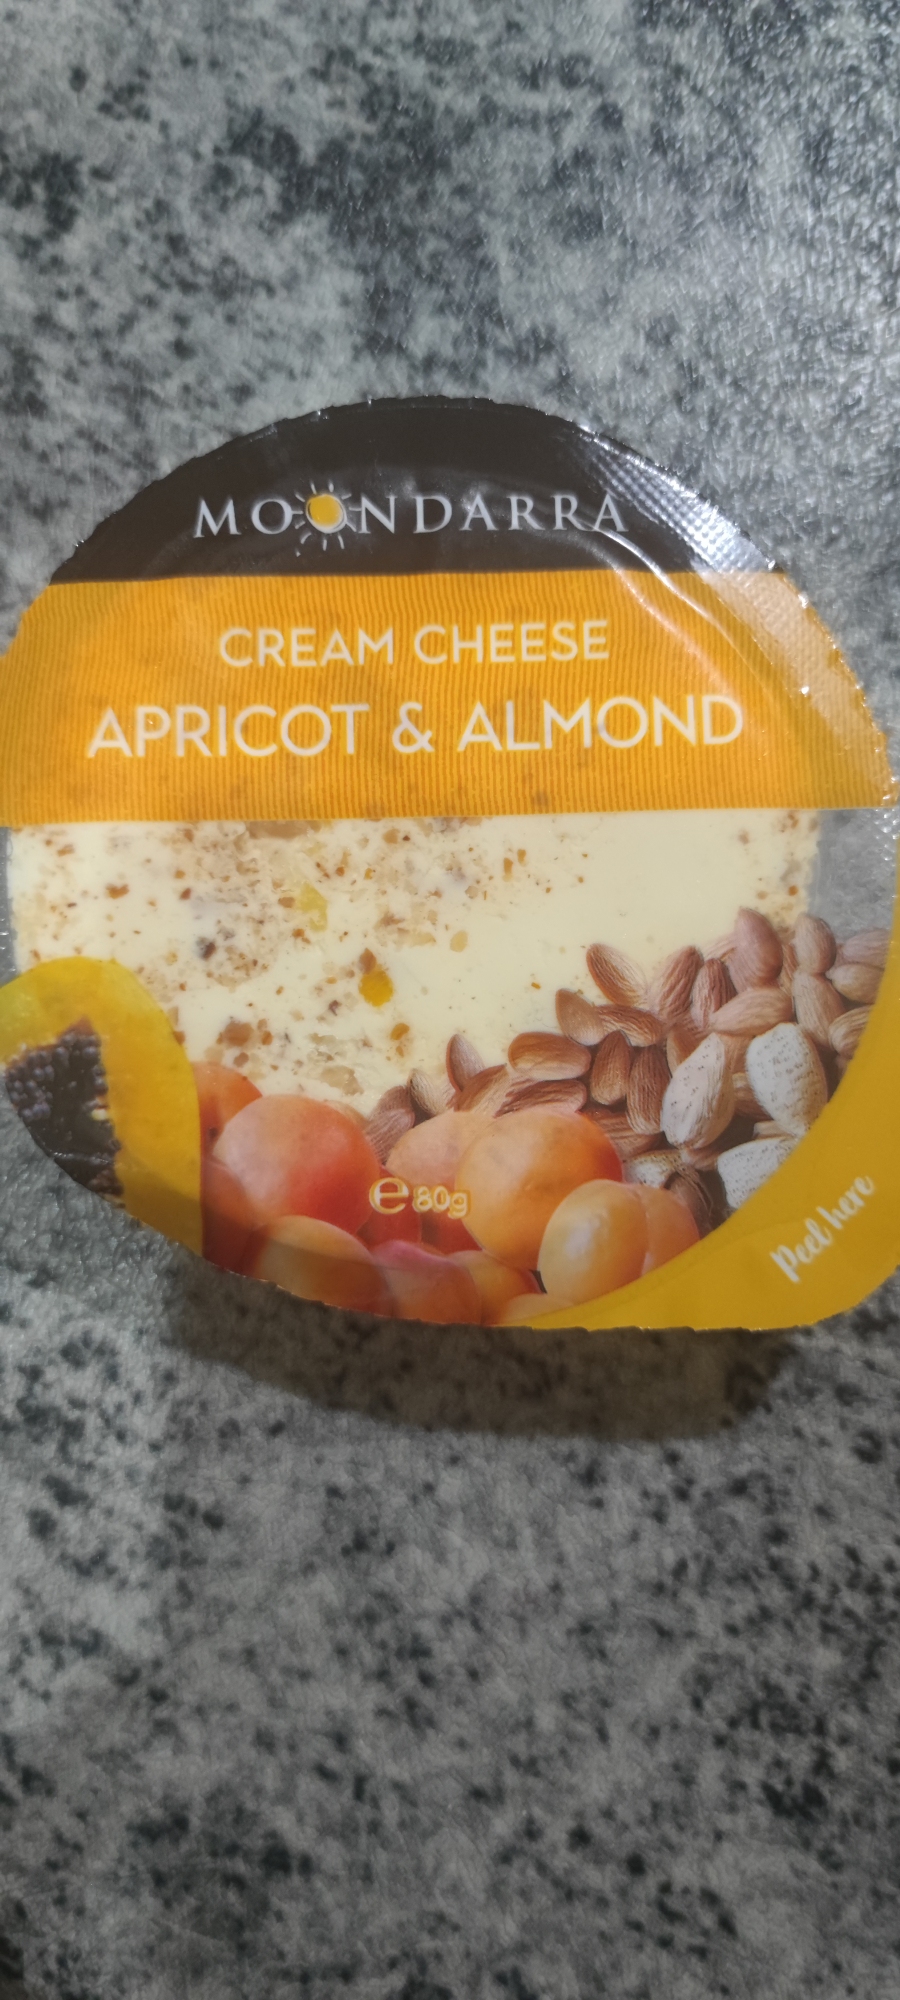 MOONDARRA
CREAM CHEESE
APRICOT & ALMOND
℮80g
Peel here